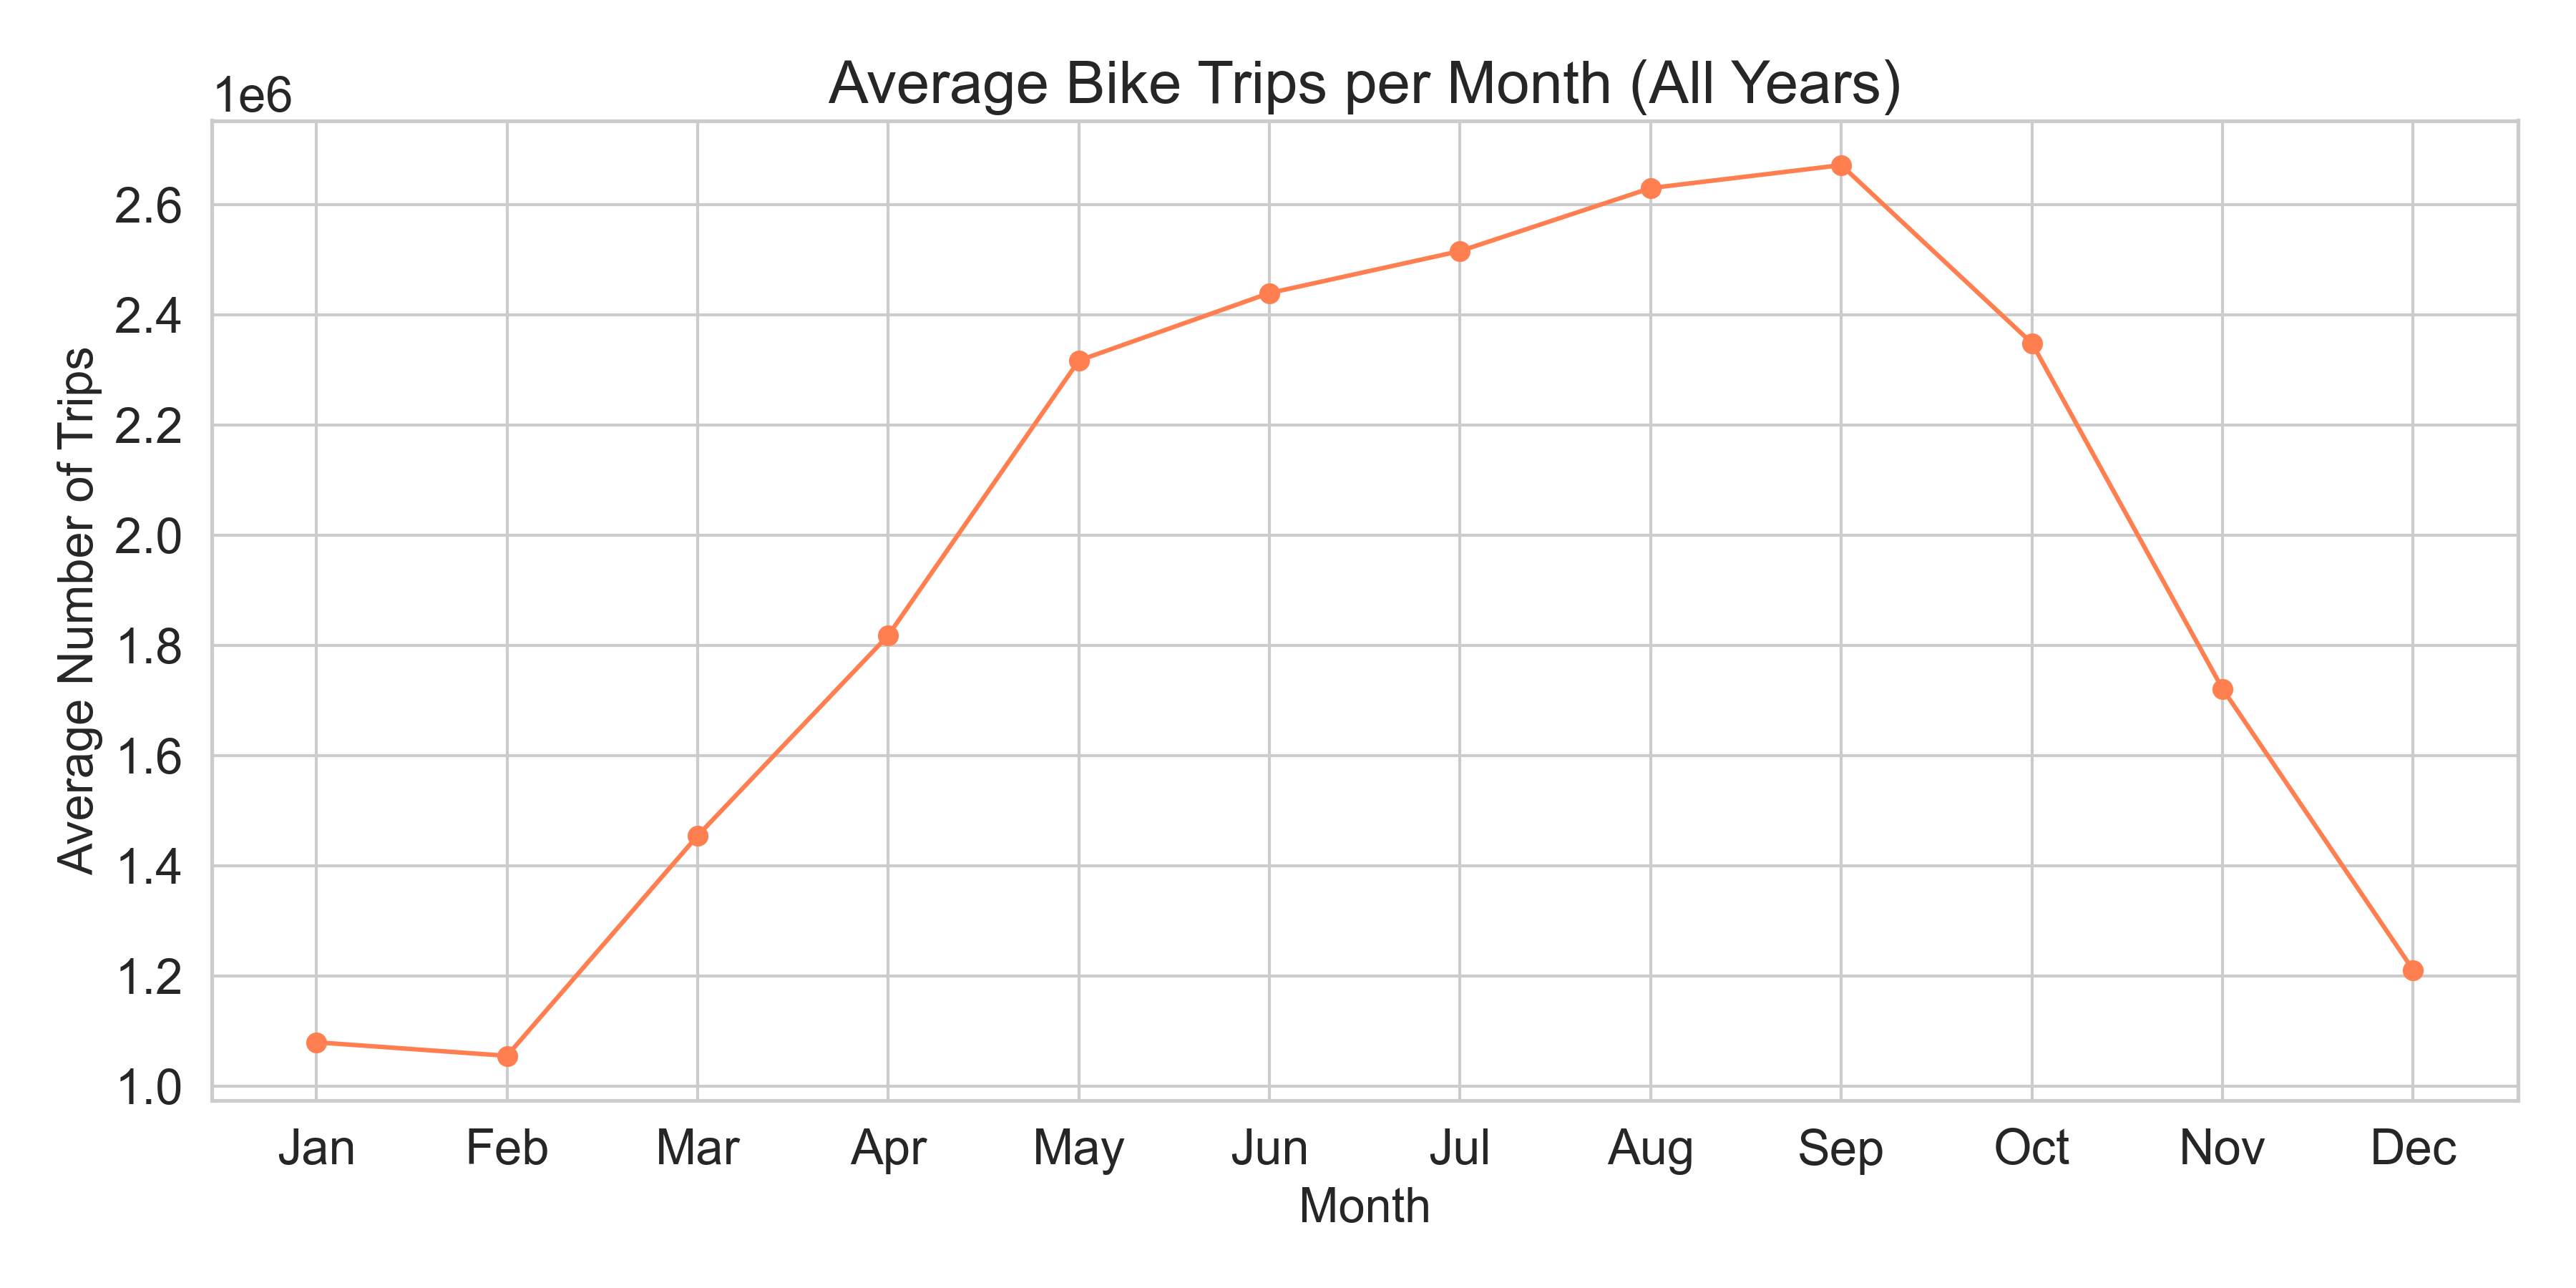 Average Bike Trips per Month (All Years)
1e6
2.6
2.4
2.2
2.0
1.8
1.6
1.4
1.2
1.0
Average Number of Trips
Jan Feb Mar Apr May Jun Jul Aug Sep Oct Nov Dec
Month